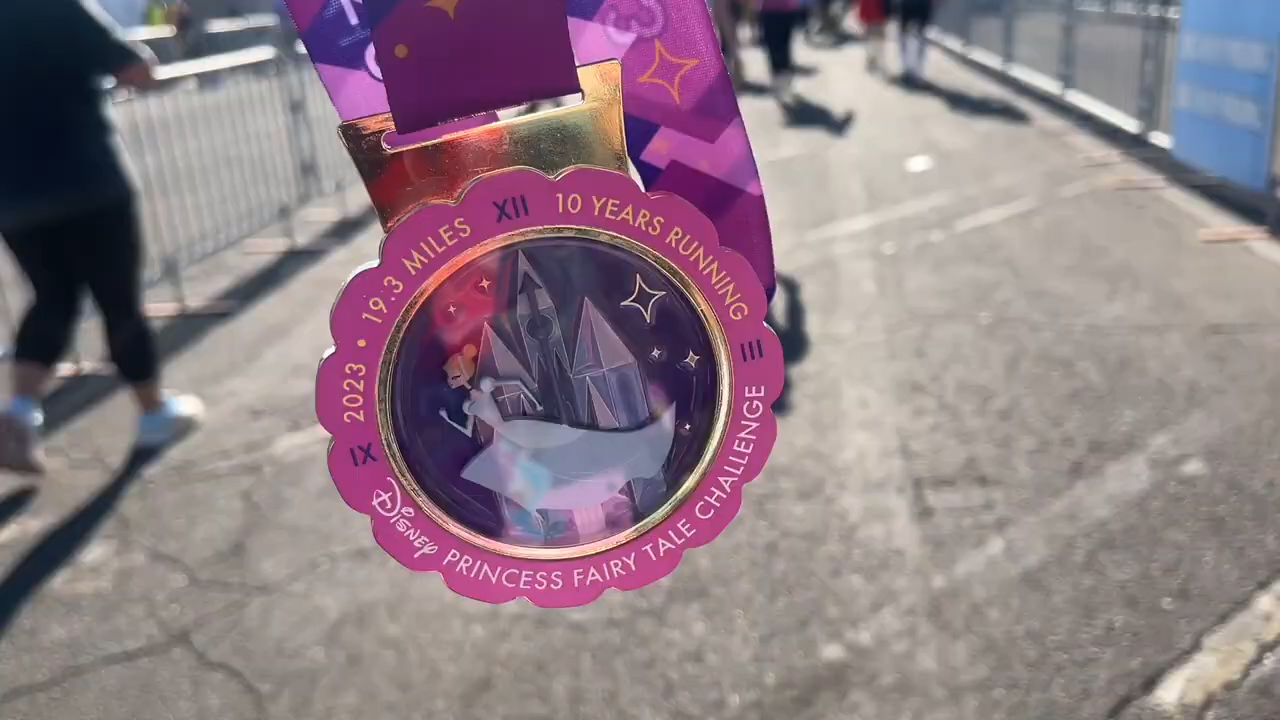 2023 • 19.3 MILES
XII
10 YEARS RUNNING
III
IX
Disney PRINCESS FAIRY TALE CHALLENGE